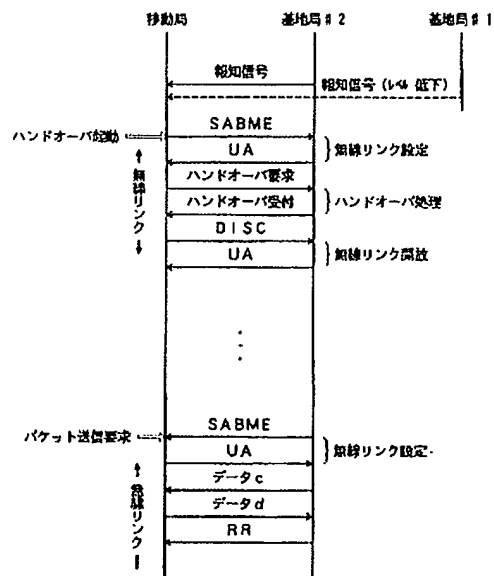 移動局 基地局#2 基地局#1
報知信号
報知信号(レベル 低下)
ハンドオーバ起動
SABME
UA
無線リンク設定
ハンドオーバ要求
ハンドオーバ受付
ハンドオーバ処理
無線リンク
DISC
UA
無線リンク開放
パケット送信要求
SABME
UA
無線リンク設定
データc
データd
RR
無線リンク